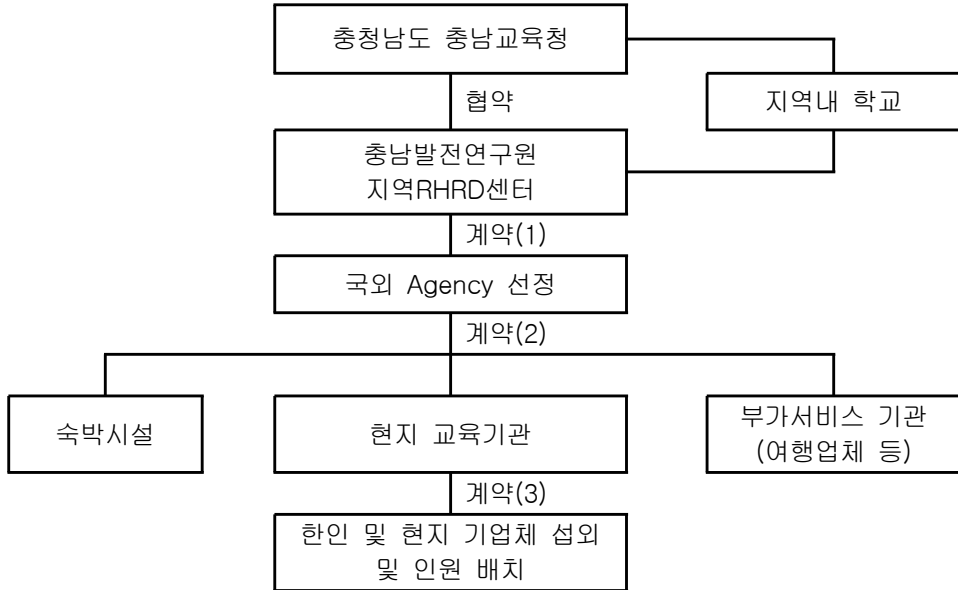 충청남도 충남교육청
협약
지역내 학교
충남발전연구원
지역RHRD센터
계약(1)
국외 Agency 선정
계약(2)
숙박시설
현지 교육기관
부가서비스 기관
(여행업체 등)
계약(3)
한인 및 현지 기업체 섭외
및 인원 배치